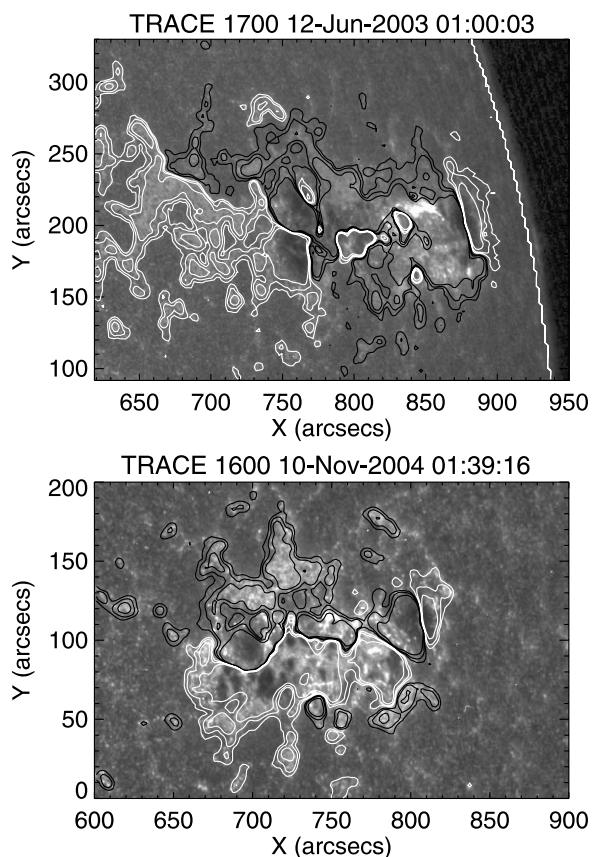 TRACE 1700 12-Jun-2003 01:00:03
300
250
200
150
100
Y (arcsecs)
650 700 750 800 850 900 950
X (arcsecs)
TRACE 1600 10-Nov-2004 01:39:16
200
150
100
50
0
Y (arcsecs)
600 650 700 750 800 850 900
X (arcsecs)